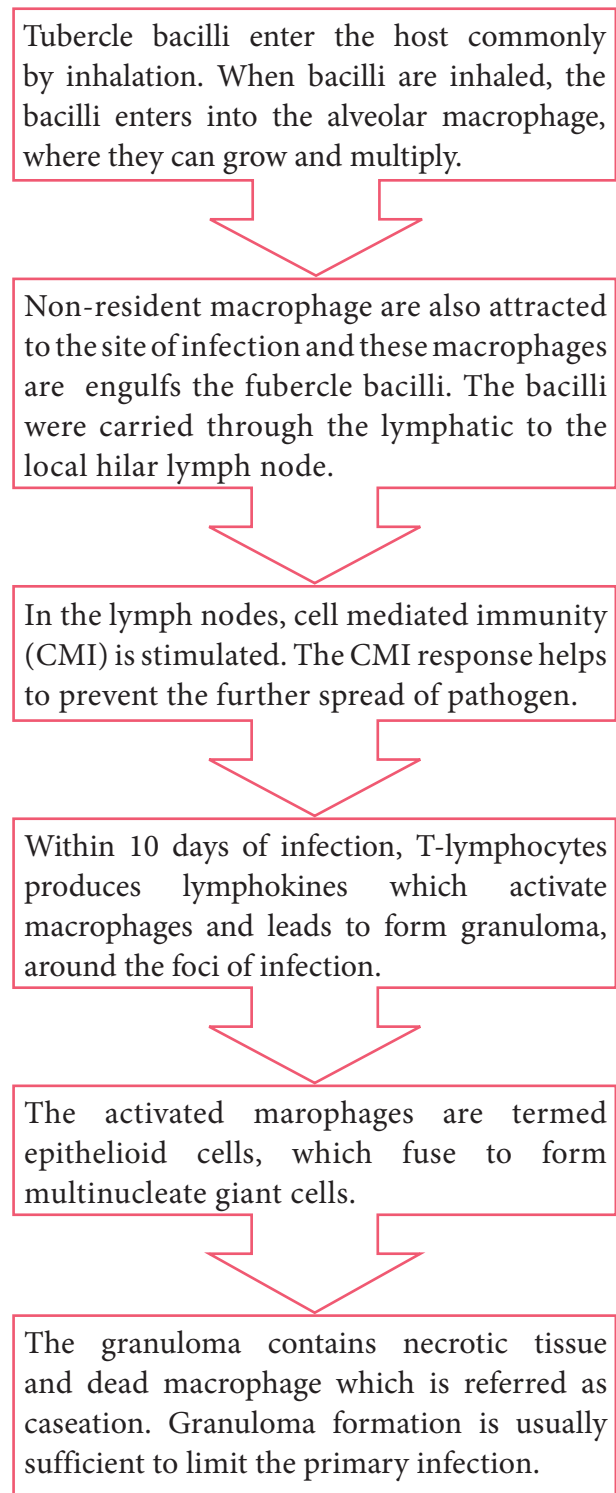 Tubercle bacilli enter the host commonly
by inhalation. When bacilli are inhaled, the
bacilli enters into the alveolar macrophage,
where they can grow and multiply.
Non-resident macrophage are also attracted
to the site of infection and these macrophages
are engulfs the fubercle bacilli. The bacilli
were carried through the lymphatic to the
local hilar lymph node.
In the lymph nodes, cell mediated immunity
(CMI) is stimulated. The CMI response helps
to prevent the further spread of pathogen.
Within 10 days of infection, T-lymphocytes
produces lymphokines which activate
macrophages and leads to form granuloma,
around the foci of infection.
The activated marophages are termed
epithelioid cells, which fuse to form
multinucleate giant cells.
The granuloma contains necrotic tissue
and dead macrophage which is referred as
caseation. Granuloma formation is usually
sufficient to limit the primary infection.